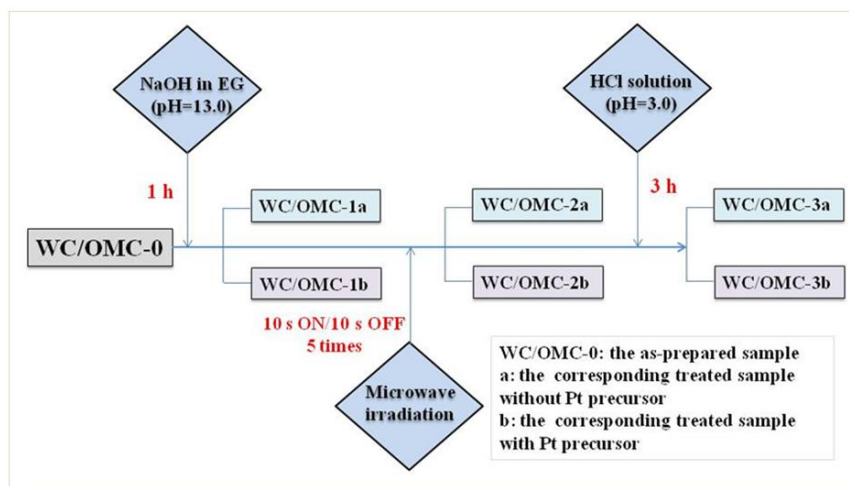 NaOH in EG
(pH=13.0)
HCl solution
(pH=3.0)
1 h
3 h
WC/OMC-1a
WC/OMC-2a
WC/OMC-3a
WC/OMC-0
WC/OMC-1b
WC/OMC-2b
WC/OMC-3b
10 s ON/10 s OFF
5 times
Microwave
irradiation
WC/OMC-0: the as-prepared sample
a: the corresponding treated sample
without Pt precursor
b: the corresponding treated sample
with Pt precursor